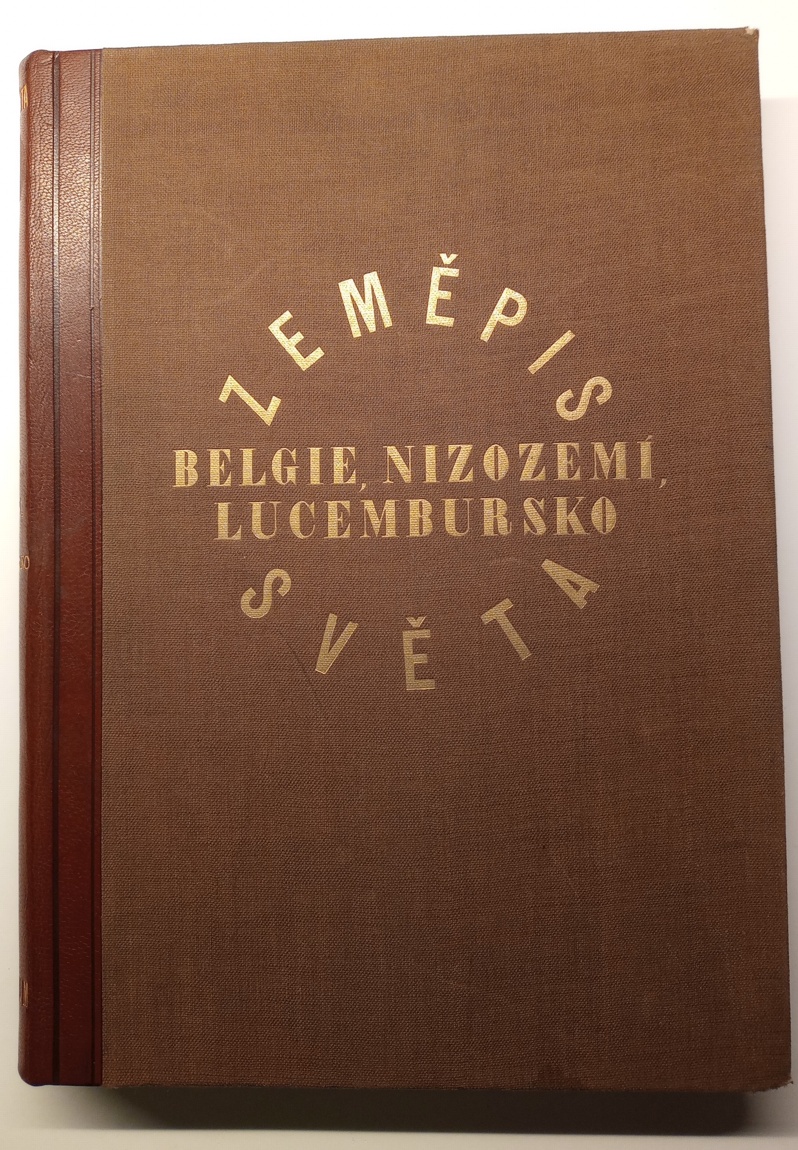 ZEMĚPIS
BELGIE, NIZOZEMÍ,
LUCEMBURSKO
SVĚTA